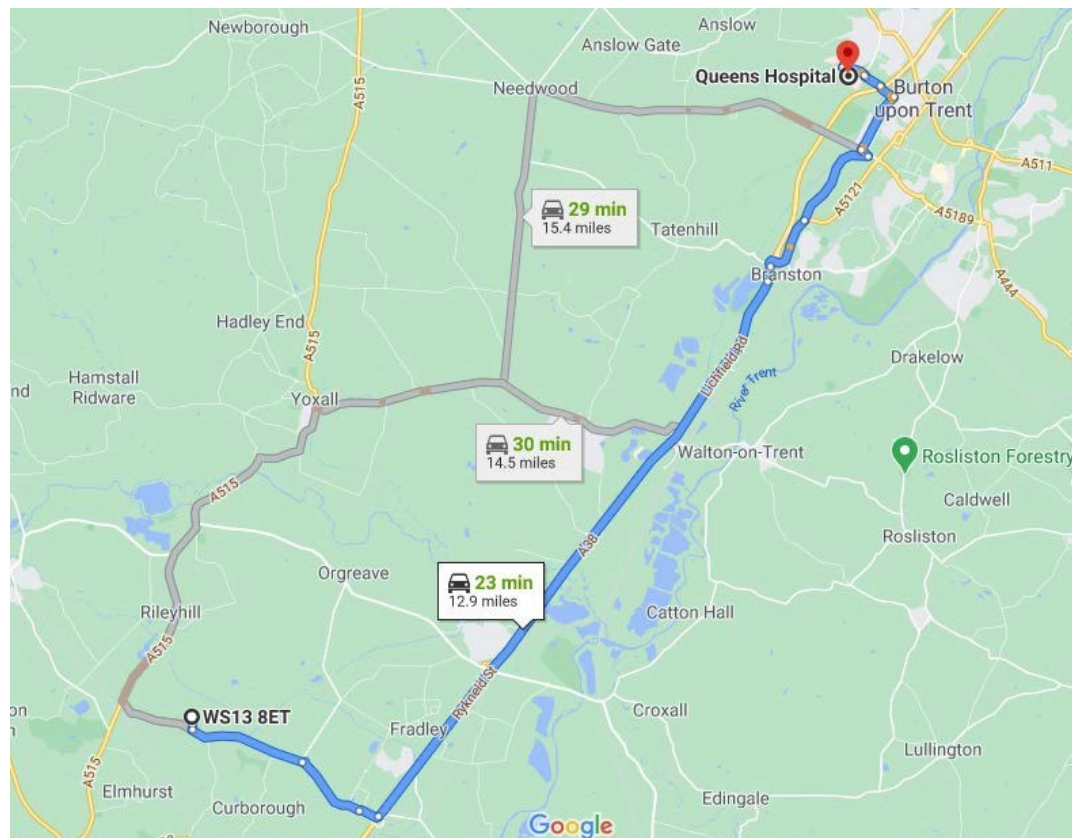 Newborough
Anslow
Anslow Gate
A515
Queens Hospital
Needwood
Burton
upon Trent
A511
29 min
15.4 miles
A5121
A5189
Tatenhill
Branston
A444
Hadley End
A515
Lichfield Rd
Drakelow
River Trent
Hamstall
Ridware
Yoxall
30 min
14.5 miles
Walton-on-Trent
Rosliston Forestry
A515
Caldwell
Rosliston
A38
Orgreave
23 min
12.9 miles
Catton Hall
Rileyhill
A515
WS13 8ET
Rykneld St
Croxall
Fradley
Lullington
A515
Elmhurst
Curborough
Edingale
Google